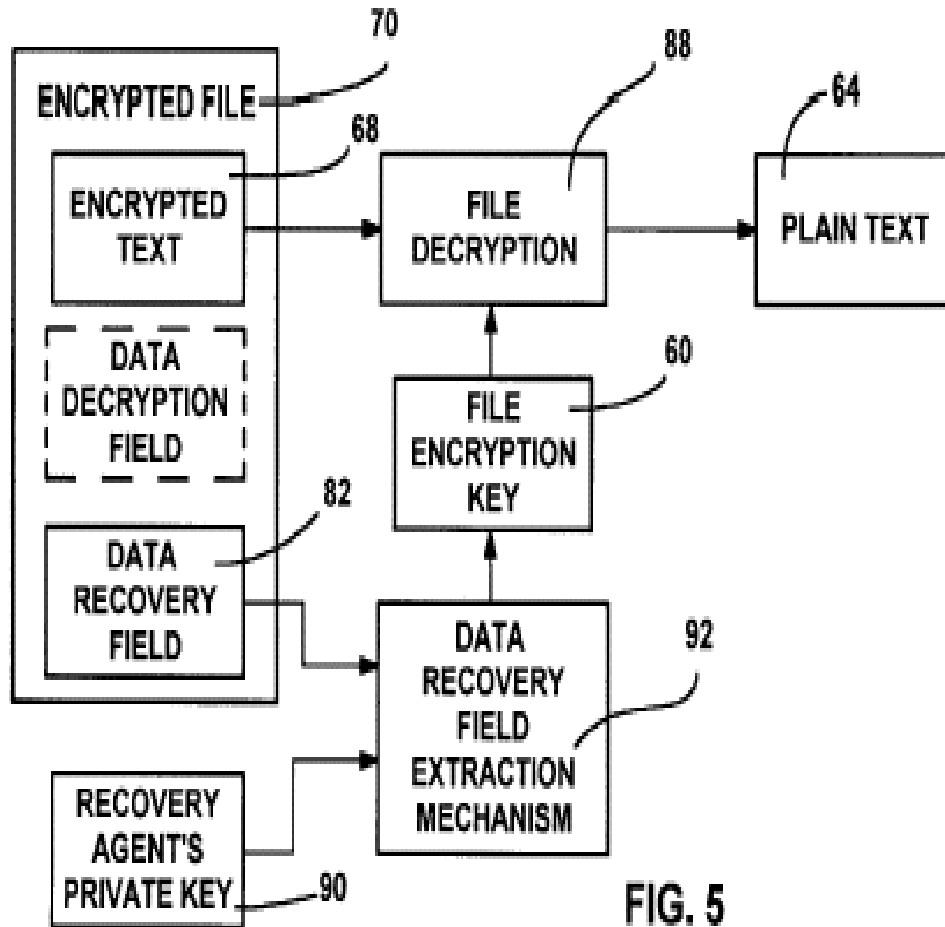 70
ENCRYPTED FILE
68
ENCRYPTED
TEXT
88
FILE
DECRYPTION
64
PLAIN TEXT
DATA
DECRYPTION
FIELD
60
FILE
ENCRYPTION
KEY
82
DATA
RECOVERY
FIELD
92
DATA
RECOVERY
FIELD
EXTRACTION
MECHANISM
RECOVERY
AGENT'S
PRIVATE KEY
90
FIG. 5